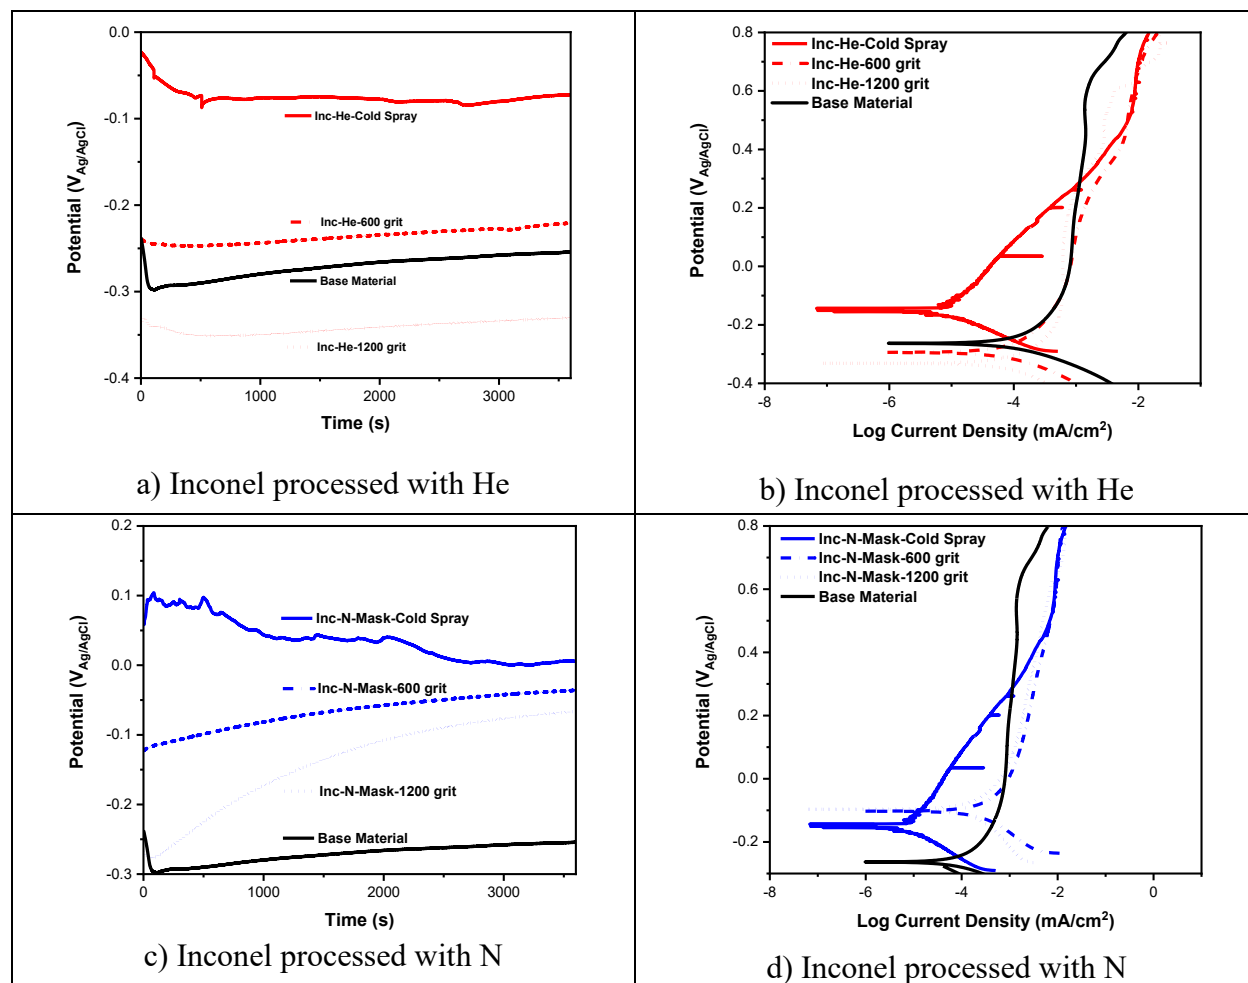 0.0
-0.1
-0.2
-0.3
-0.4
0
1000
2000
3000
Potential (V_Ag/AgCl)
Time (s)
Inc-He-Cold Spray
Inc-He-600 grit
Base Material
Inc-He-1200 grit
a) Inconel processed with He
Inc-He-Cold Spray
Inc-He-600 grit
Inc-He-1200 grit
Base Material
0.8
0.6
0.4
0.2
0.0
-0.2
-0.4
-8
-6
-4
-2
Potential (V_Ag/AgCl)
Log Current Density (mA/cm²)
b) Inconel processed with He
0.2
0.1
0.0
-0.1
-0.2
-0.3
0
1000
2000
3000
Potential (V_Ag/AgCl)
Time (s)
Inc-N-Mask-Cold Spray
Inc-N-Mask-600 grit
Inc-N-Mask-1200 grit
Base Material
c) Inconel processed with N
Inc-N-Mask-Cold Spray
Inc-N-Mask-600 grit
Inc-N-Mask-1200 grit
Base Material
0.8
0.6
0.4
0.2
0.0
-0.2
-8
-6
-4
-2
0
Potential (V_Ag/AgCl)
Log Current Density (mA/cm²)
d) Inconel processed with N